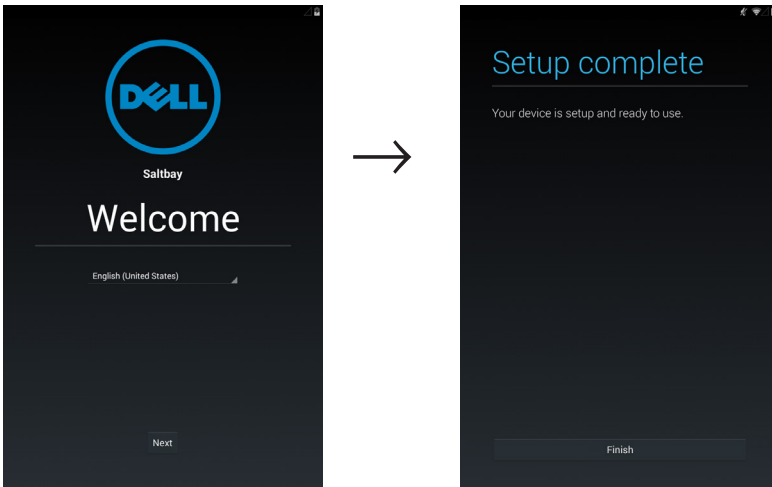 DELL
Saltbay
Welcome
English (United States)
Next
Setup complete
Your device is setup and ready to use.
Finish